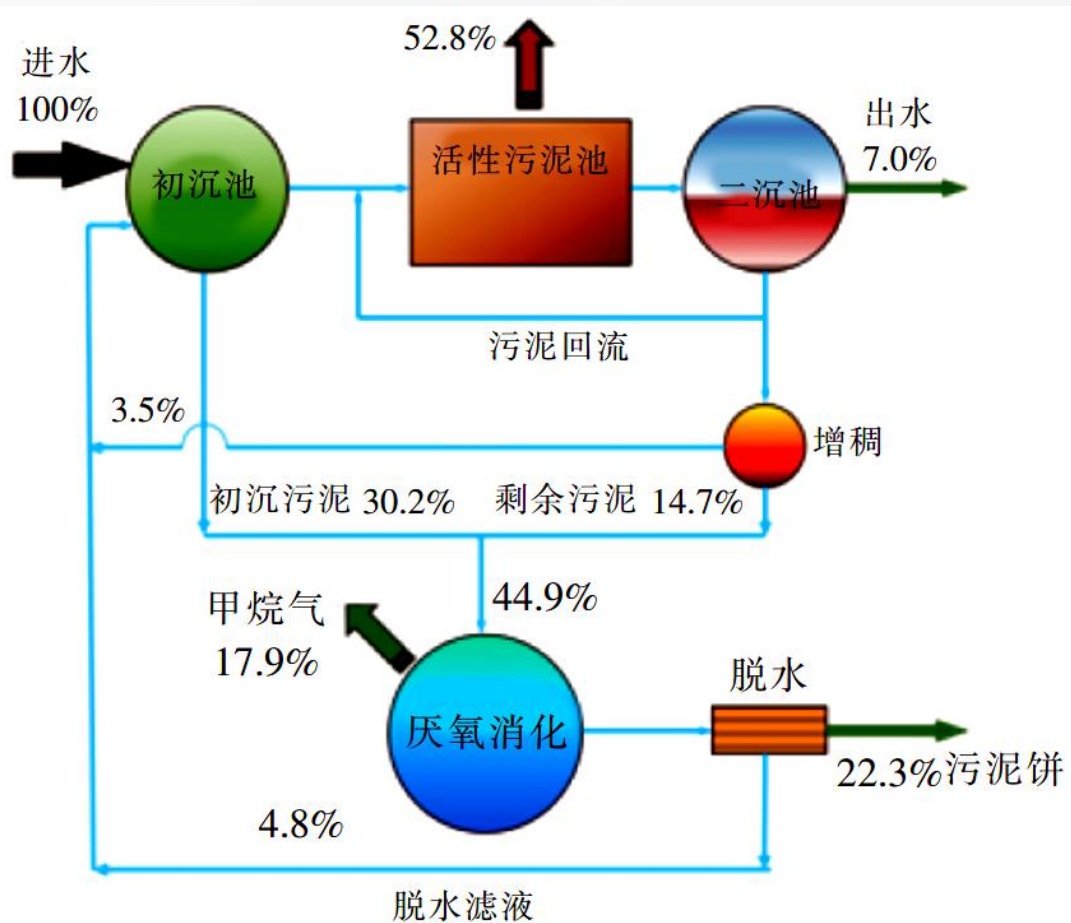 进水
100%
初沉池
52.8%
活性污泥池
二沉池
出水
7.0%
污泥回流
3.5%
增稠
初沉污泥 30.2%
剩余污泥 14.7%
44.9%
甲烷气
17.9%
厌氧消化
脱水
22.3% 污泥饼
4.8%
脱水滤液